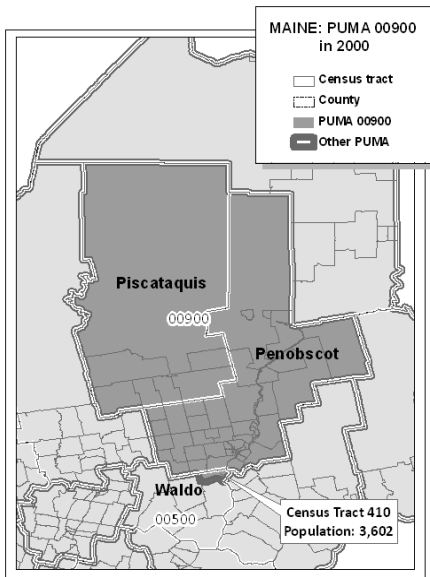 MAINE: PUMA 00900
in 2000
Census tract
County
PUMA 00900
Other PUMA
Piscataquis
00900
Penobscot
Waldo
00500
Census Tract 410
Population: 3,602